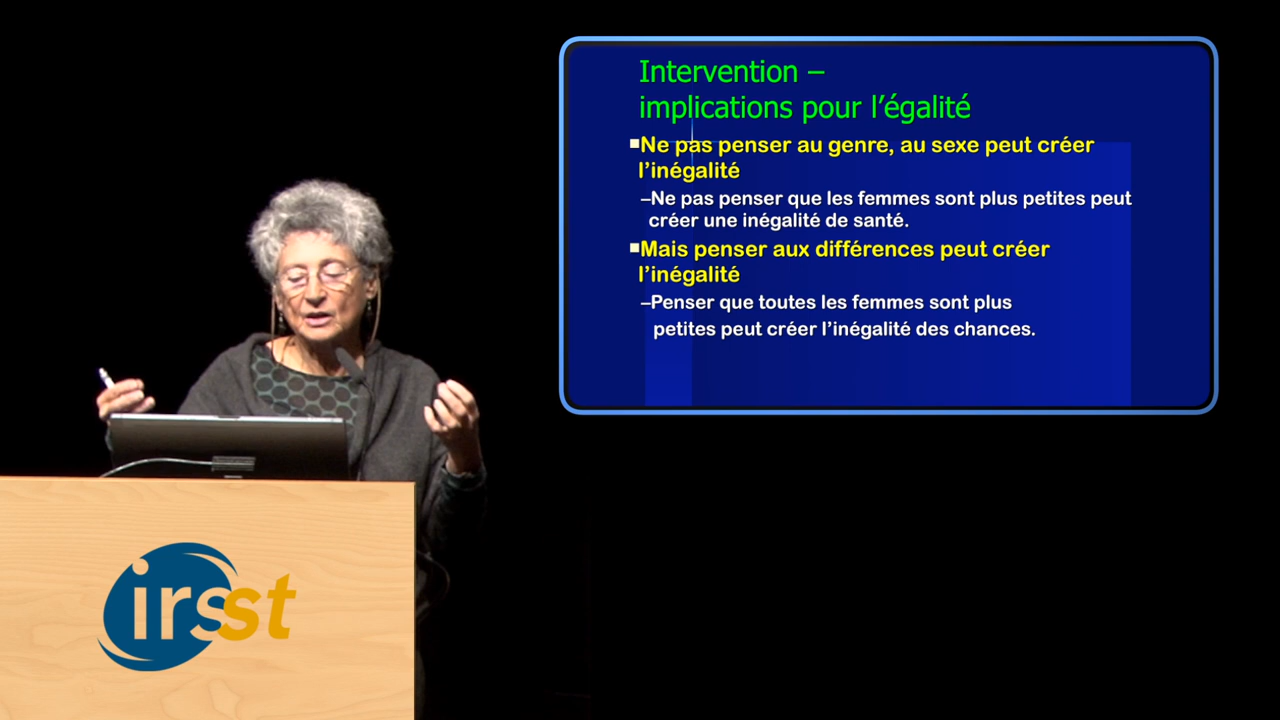 Intervention –
implications pour l'égalité
▪Ne pas penser au genre, au sexe peut créer
l'inégalité
–Ne pas penser que les femmes sont plus petites peut
créer une inégalité de santé.
▪Mais penser aux différences peut créer
l'inégalité
–Penser que toutes les femmes sont plus
petites peut créer l'inégalité des chances.
irsst